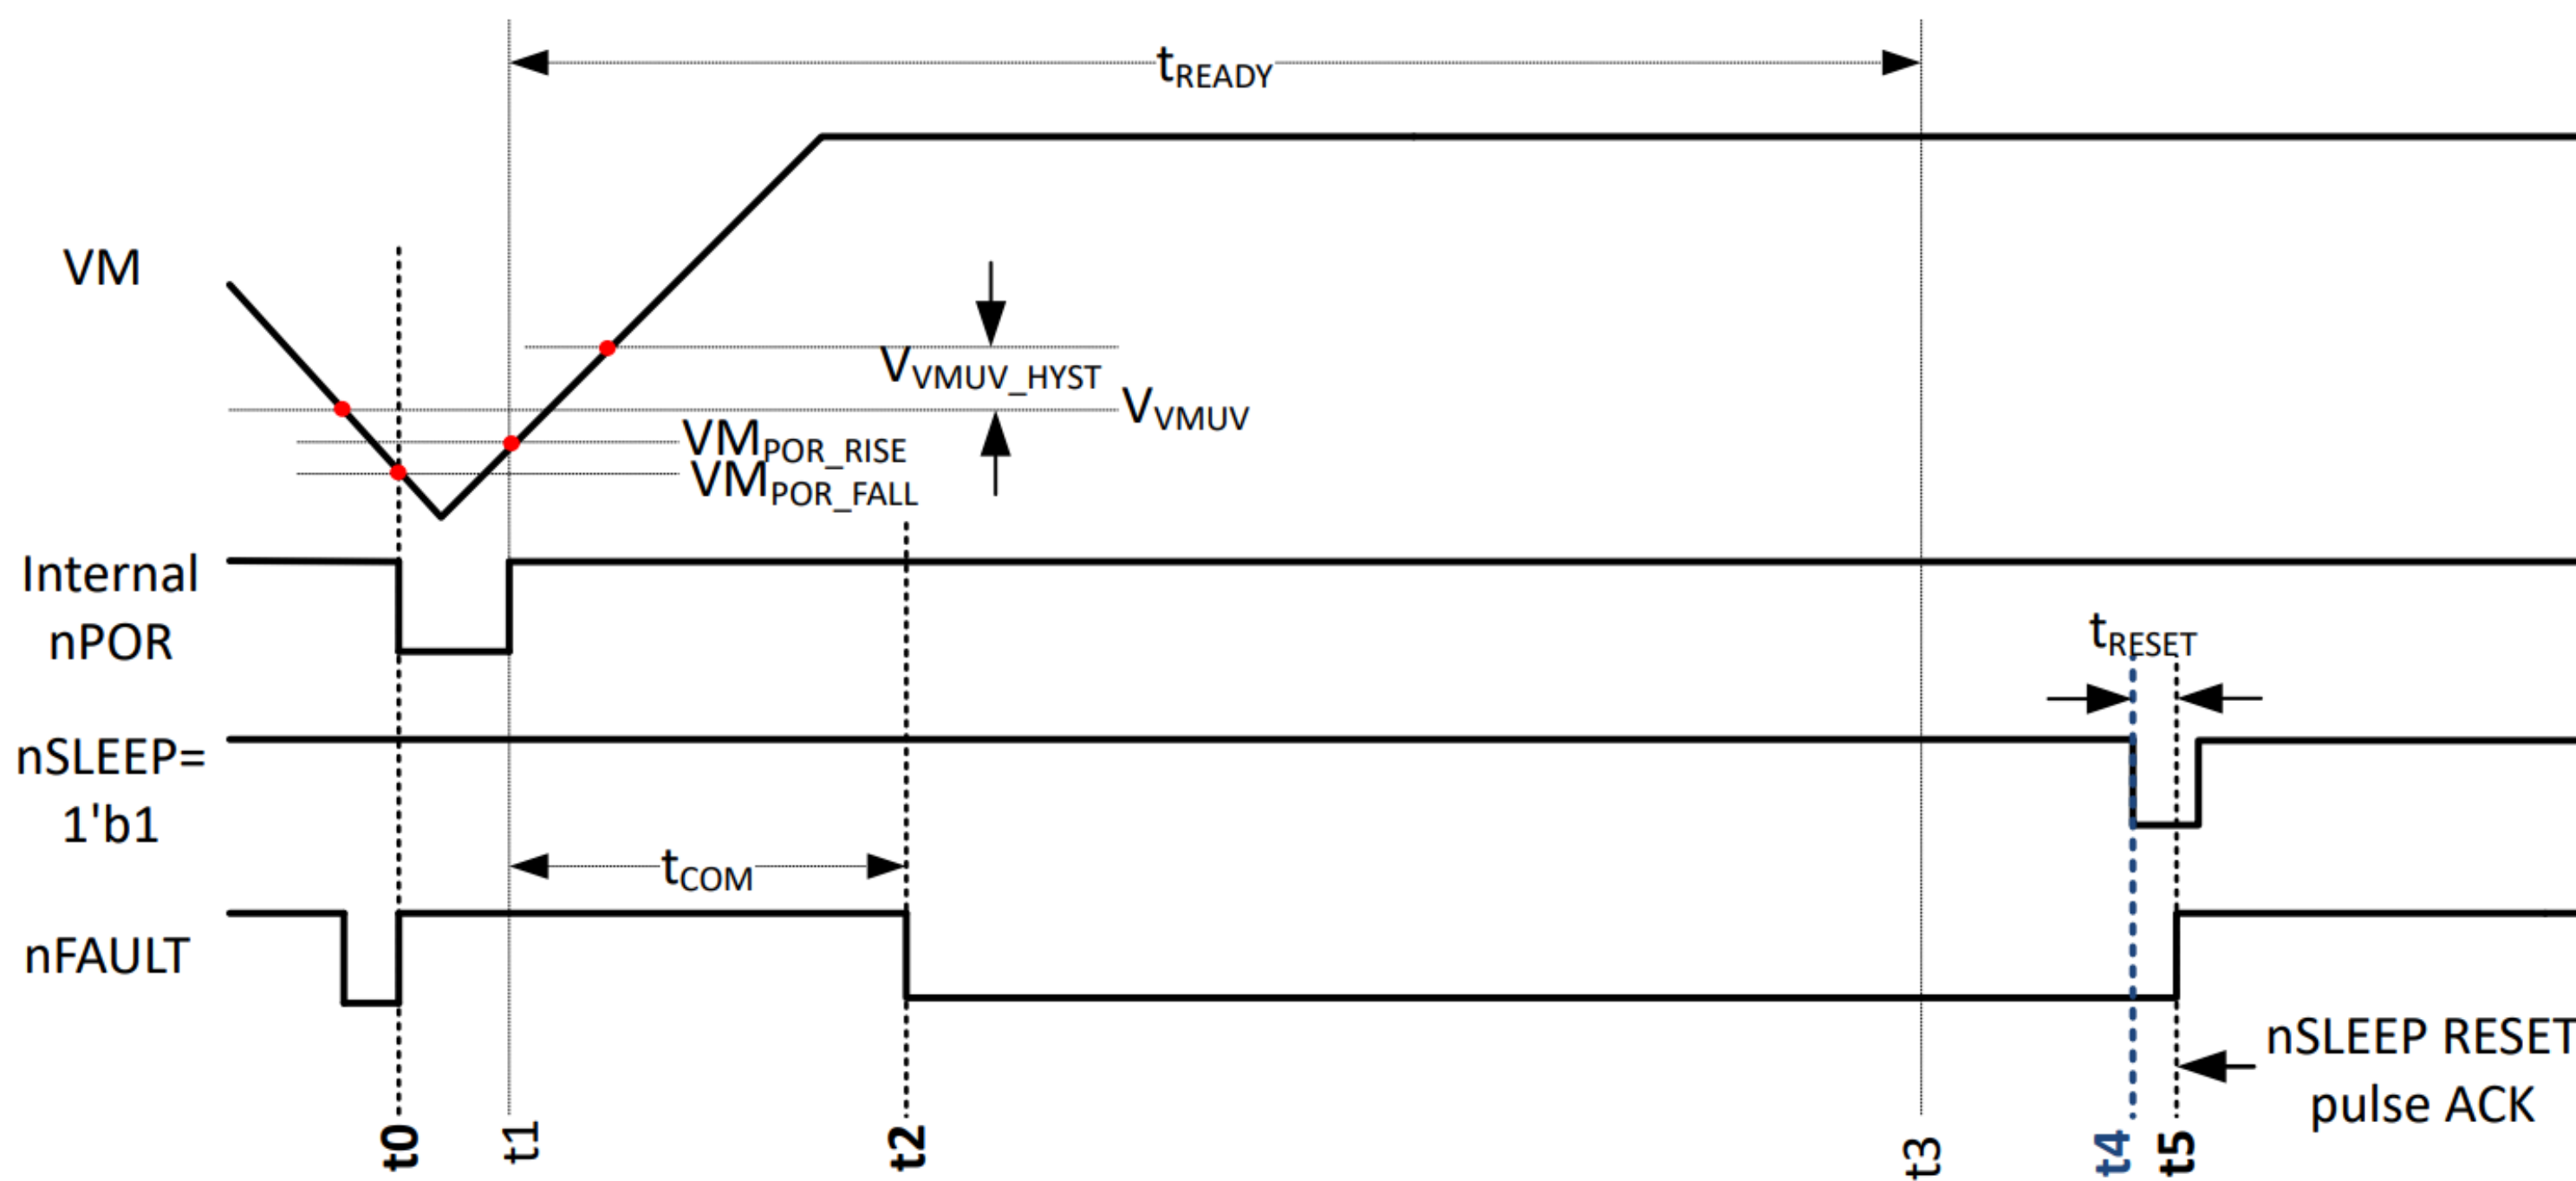 tREADY
VM
VVMUV_HYST
VVMUV
VMPOR_RISE
VMPOR_FALL
Internal
nPOR
tRESET
nSLEEP=
1'b1
tCOM
nFAULT
nSLEEP RESET
pulse ACK
t0
t1
t2
t3
t4
t5